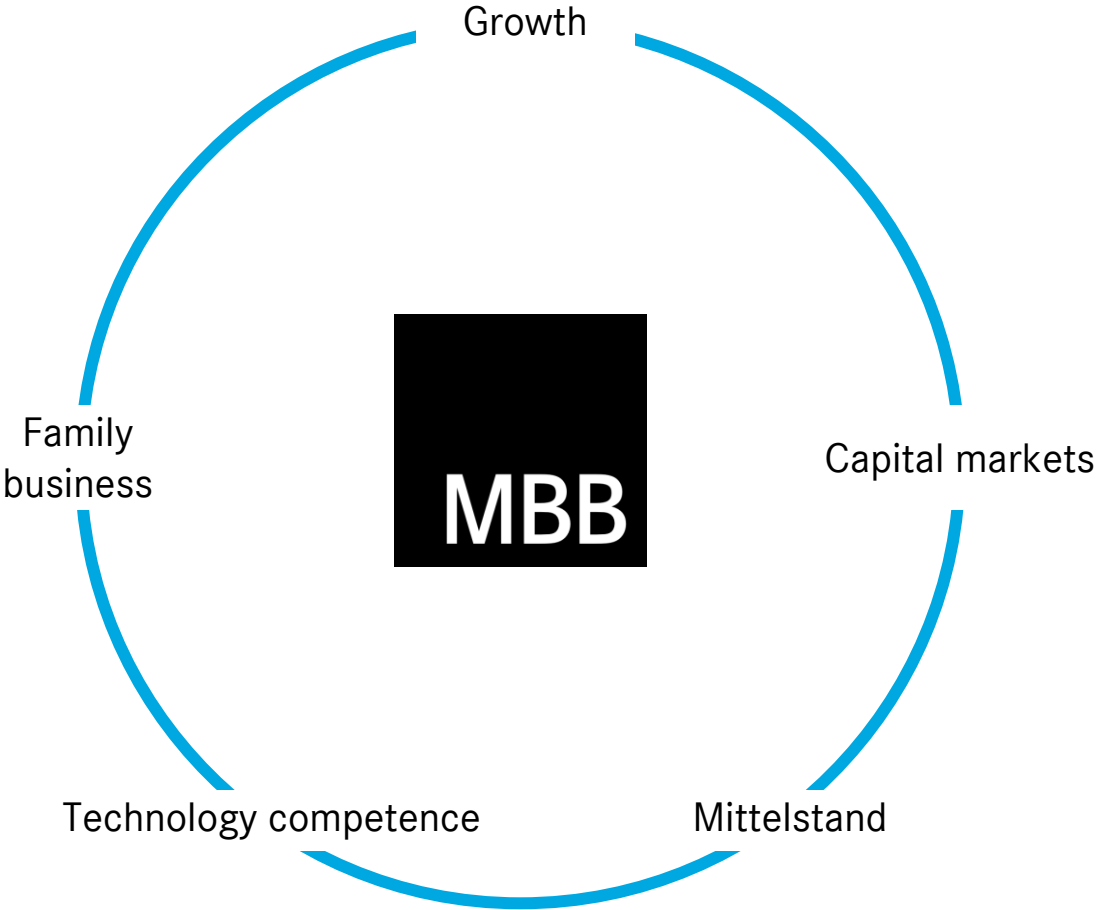 Growth
Family
business
Capital markets
MBB
Technology competence
Mittelstand